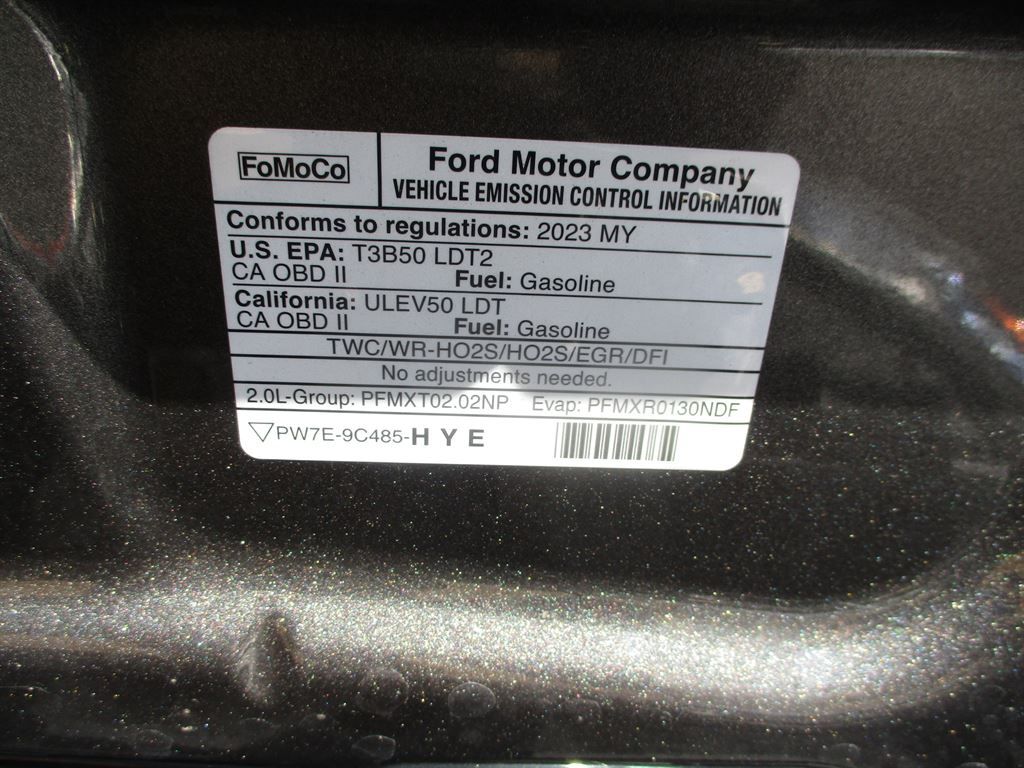 FoMoCo
Ford Motor Company
VEHICLE EMISSION CONTROL INFORMATION
Conforms to regulations: 2023 MY
U.S. EPA: T3B50 LDT2
CA OBD II Fuel: Gasoline
California: ULEV50 LDT
CA OBD II Fuel: Gasoline
TWC/WR-HO2S/HO2S/EGR/DFI
No adjustments needed.
2.0L-Group: PFMXT02.02NP Evap: PFMXR0130NDF
PW7E-9C485-H Y E